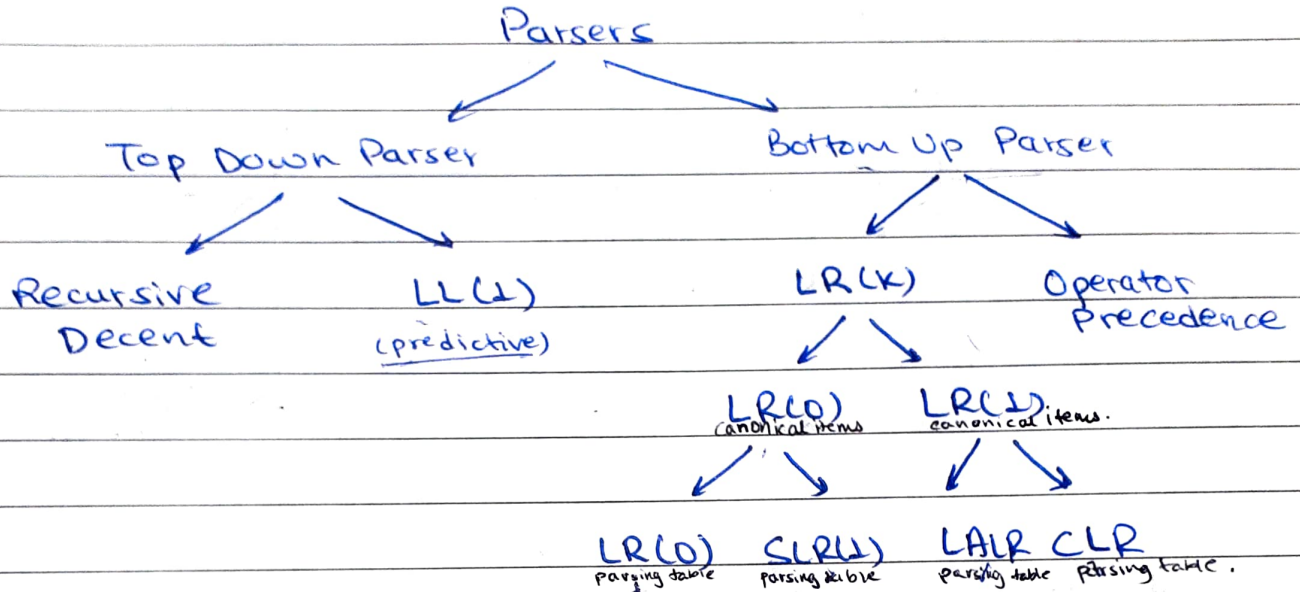 Parsers
Top Down Parser
Bottom Up Parser
Recursive
Decent
LL(1)
(predictive)
LR(K)
Operator
Precedence
LR(0)
canonical items
LR(1)
canonical items.
LR(0)
parsing table
SLR(1)
parsing table
LALR
parsing table
CLR
parsing table.